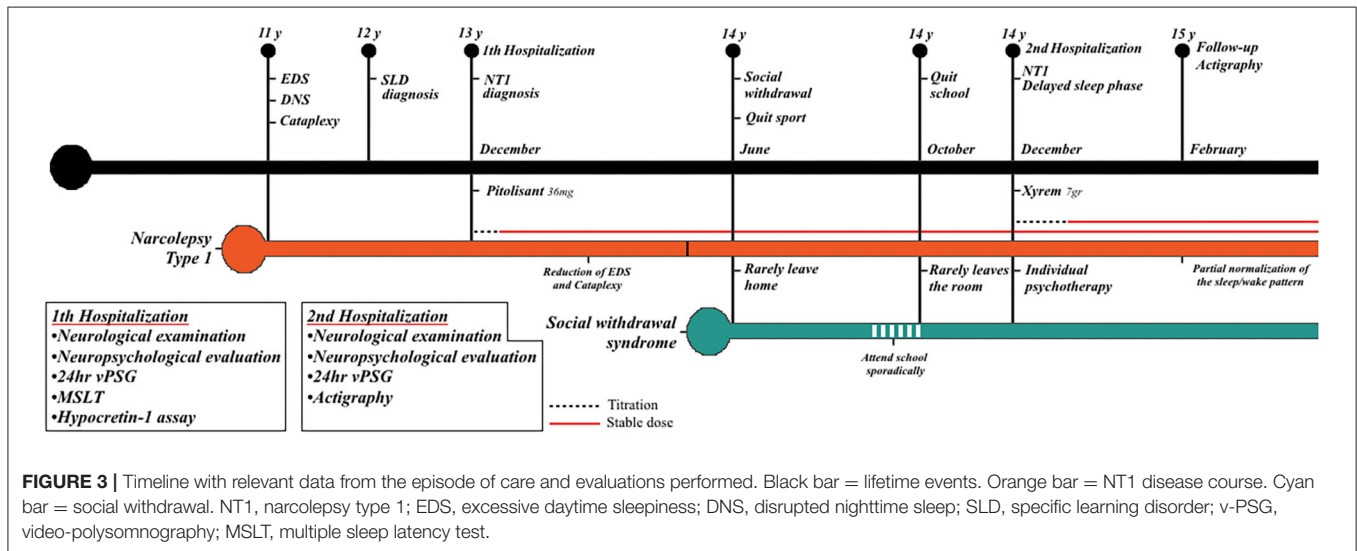 11 y
12 y
13 y
14 y
14 y
14 y
15 y
1th Hospitalization
2nd Hospitalization
Follow-up
Actigraphy
EDS
DNS
Cataplexy
SLD
diagnosis
NT1
diagnosis
Social
withdrawal
Quit sport
Quit
school
NT1
Delayed sleep phase
December
June
October
December
February
Pitolisant 36mg
Xyrem 7gr
Narcolepsy
Type 1
Reduction of EDS
and Cataplexy
Rarely leave
home
Rarely leaves
the room
Individual
psychotherapy
Partial normalization of
the sleep/wake pattern
Social withdrawal
syndrome
Attend school
sporadically
1th Hospitalization
•Neurological examination
•Neuropsychological evaluation
•24hr vPSG
•MSLT
•Hypocretin-1 assay
2nd Hospitalization
•Neurological examination
•Neuropsychological evaluation
•24hr vPSG
•Actigraphy
Titration
Stable dose
FIGURE 3 | Timeline with relevant data from the episode of care and evaluations performed. Black bar = lifetime events. Orange bar = NT1 disease course. Cyan
bar = social withdrawal. NT1, narcolepsy type 1; EDS, excessive daytime sleepiness; DNS, disrupted nighttime sleep; SLD, specific learning disorder; v-PSG,
video-polysomnography; MSLT, multiple sleep latency test.